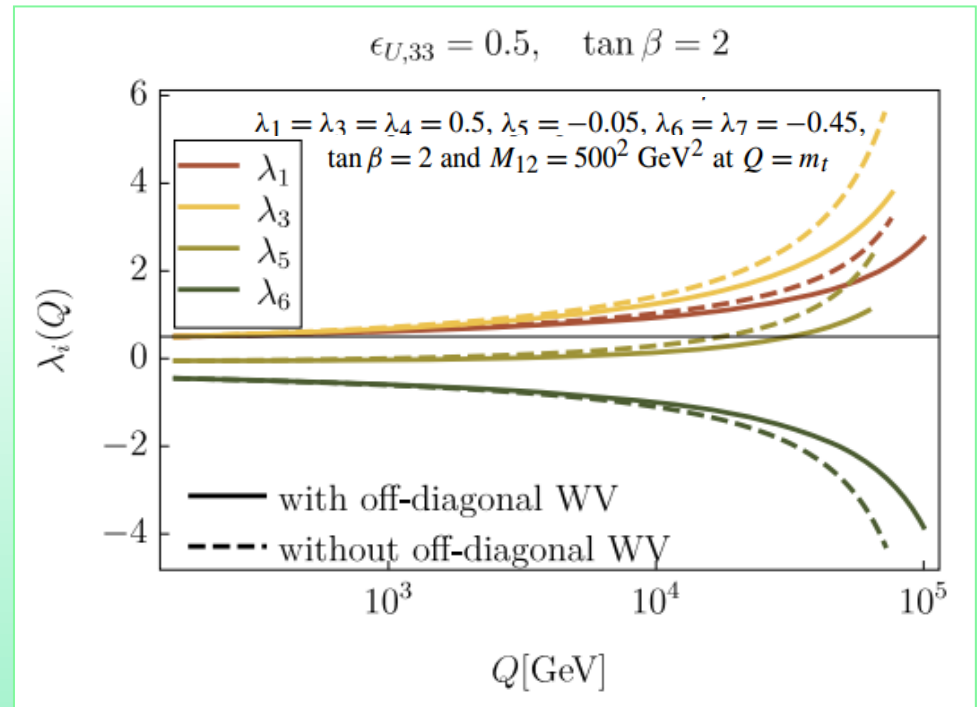 ϵ_{U,33} = 0.5, tan β = 2
λ₁ = λ₃ = λ₄ = 0.5, λ₅ = −0.05, λ₆ = λ₇ = −0.45,
tan β = 2 and M₁₂ = 500² GeV² at Q = m_t
λ₁
λ₃
λ₅
λ₆
6
4
2
0
−2
−4
λᵢ(Q)
with off-diagonal WV
without off-diagonal WV
10³
10⁴
10⁵
Q[GeV]